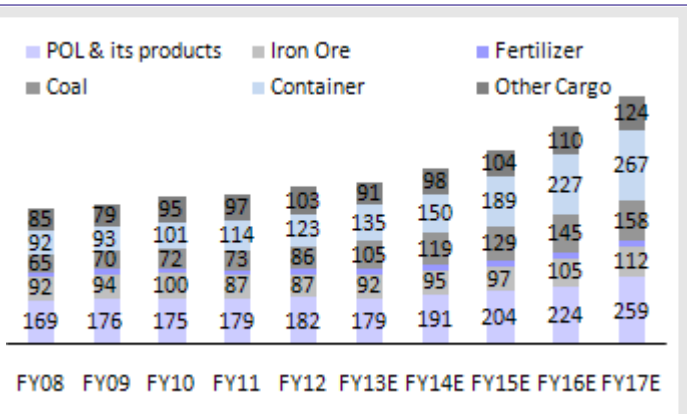 POL & its products Iron Ore Fertilizer
Coal Container Other Cargo
124
110 267
104 227
98 189 158
103 91 150 145
85 79 95 97 123 135 119 129 112
92 93 101 114 86 105 95 97 105
65 70 72 73 87 92
92 94 100 87
169 176 175 179 182 179 191 204 224 259
FY08 FY09 FY10 FY11 FY12 FY13E FY14E FY15E FY16E FY17E